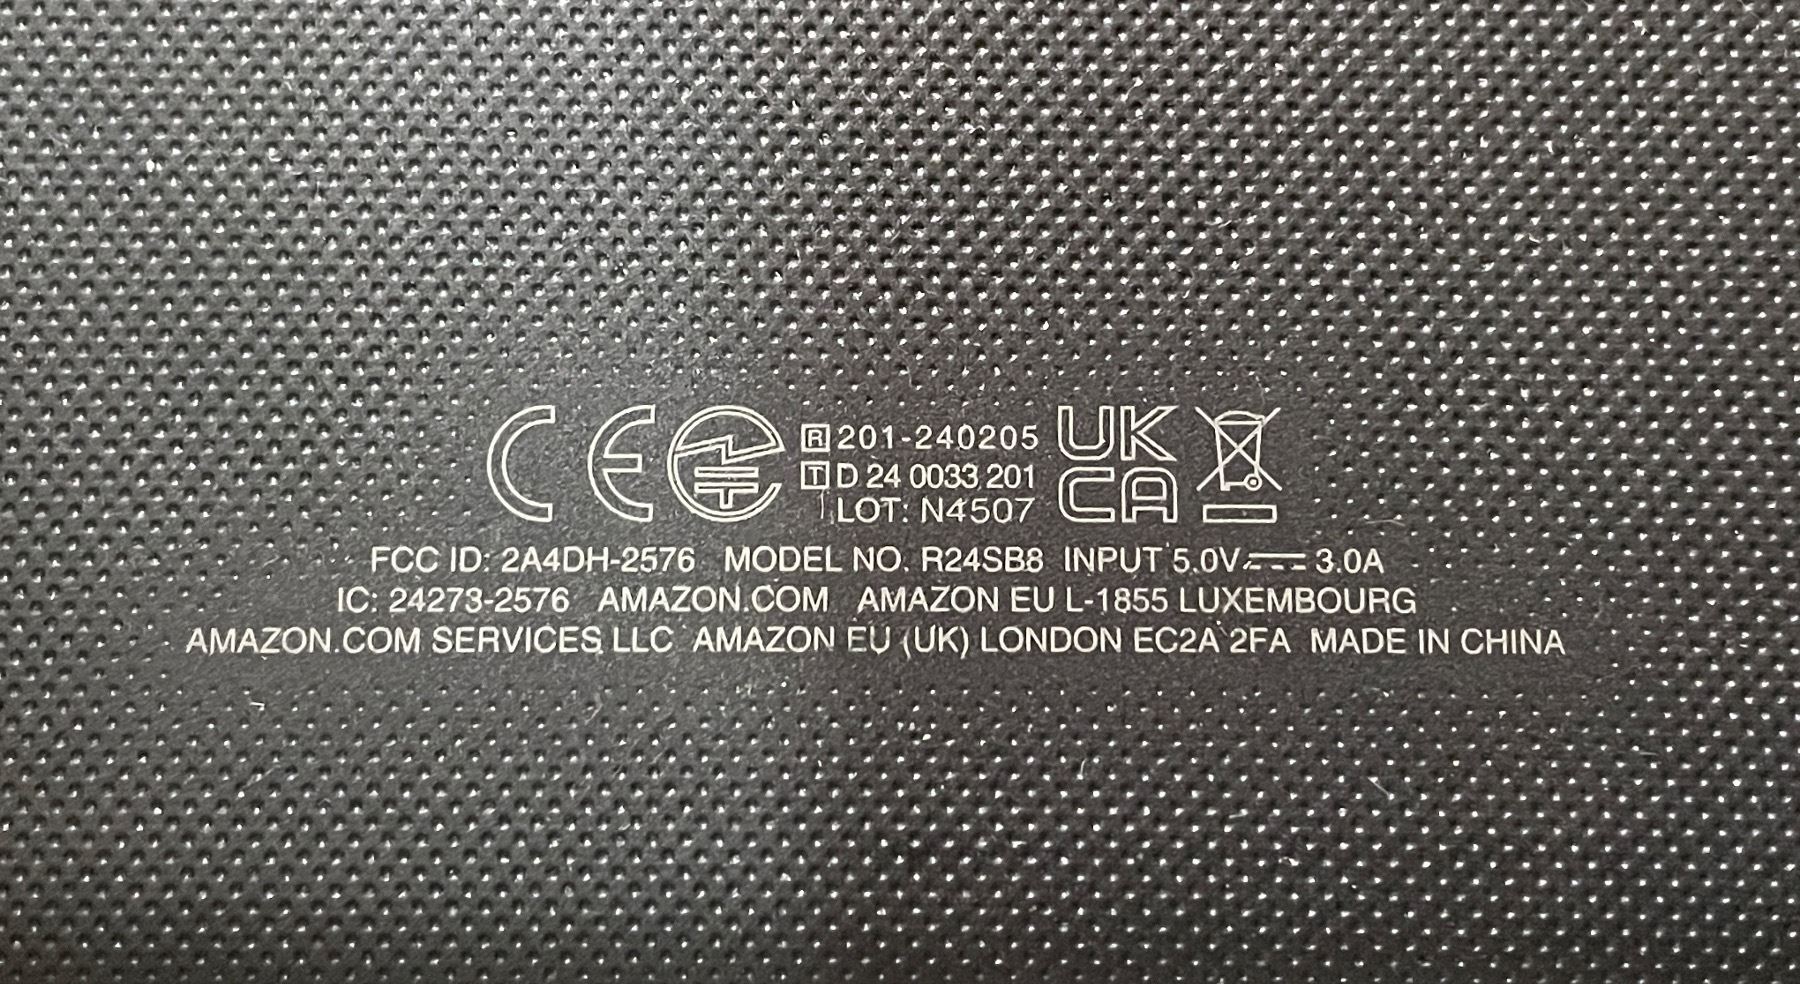 CE R 201-240205 UK
T D 24 0033 201 CA
LOT: N4507
FCC ID: 2A4DH-2576 MODEL NO. R24SB8 INPUT 5.0V⎓3.0A
IC: 24273-2576 AMAZON.COM AMAZON EU L-1855 LUXEMBOURG
AMAZON.COM SERVICES LLC AMAZON EU (UK) LONDON EC2A 2FA MADE IN CHINA